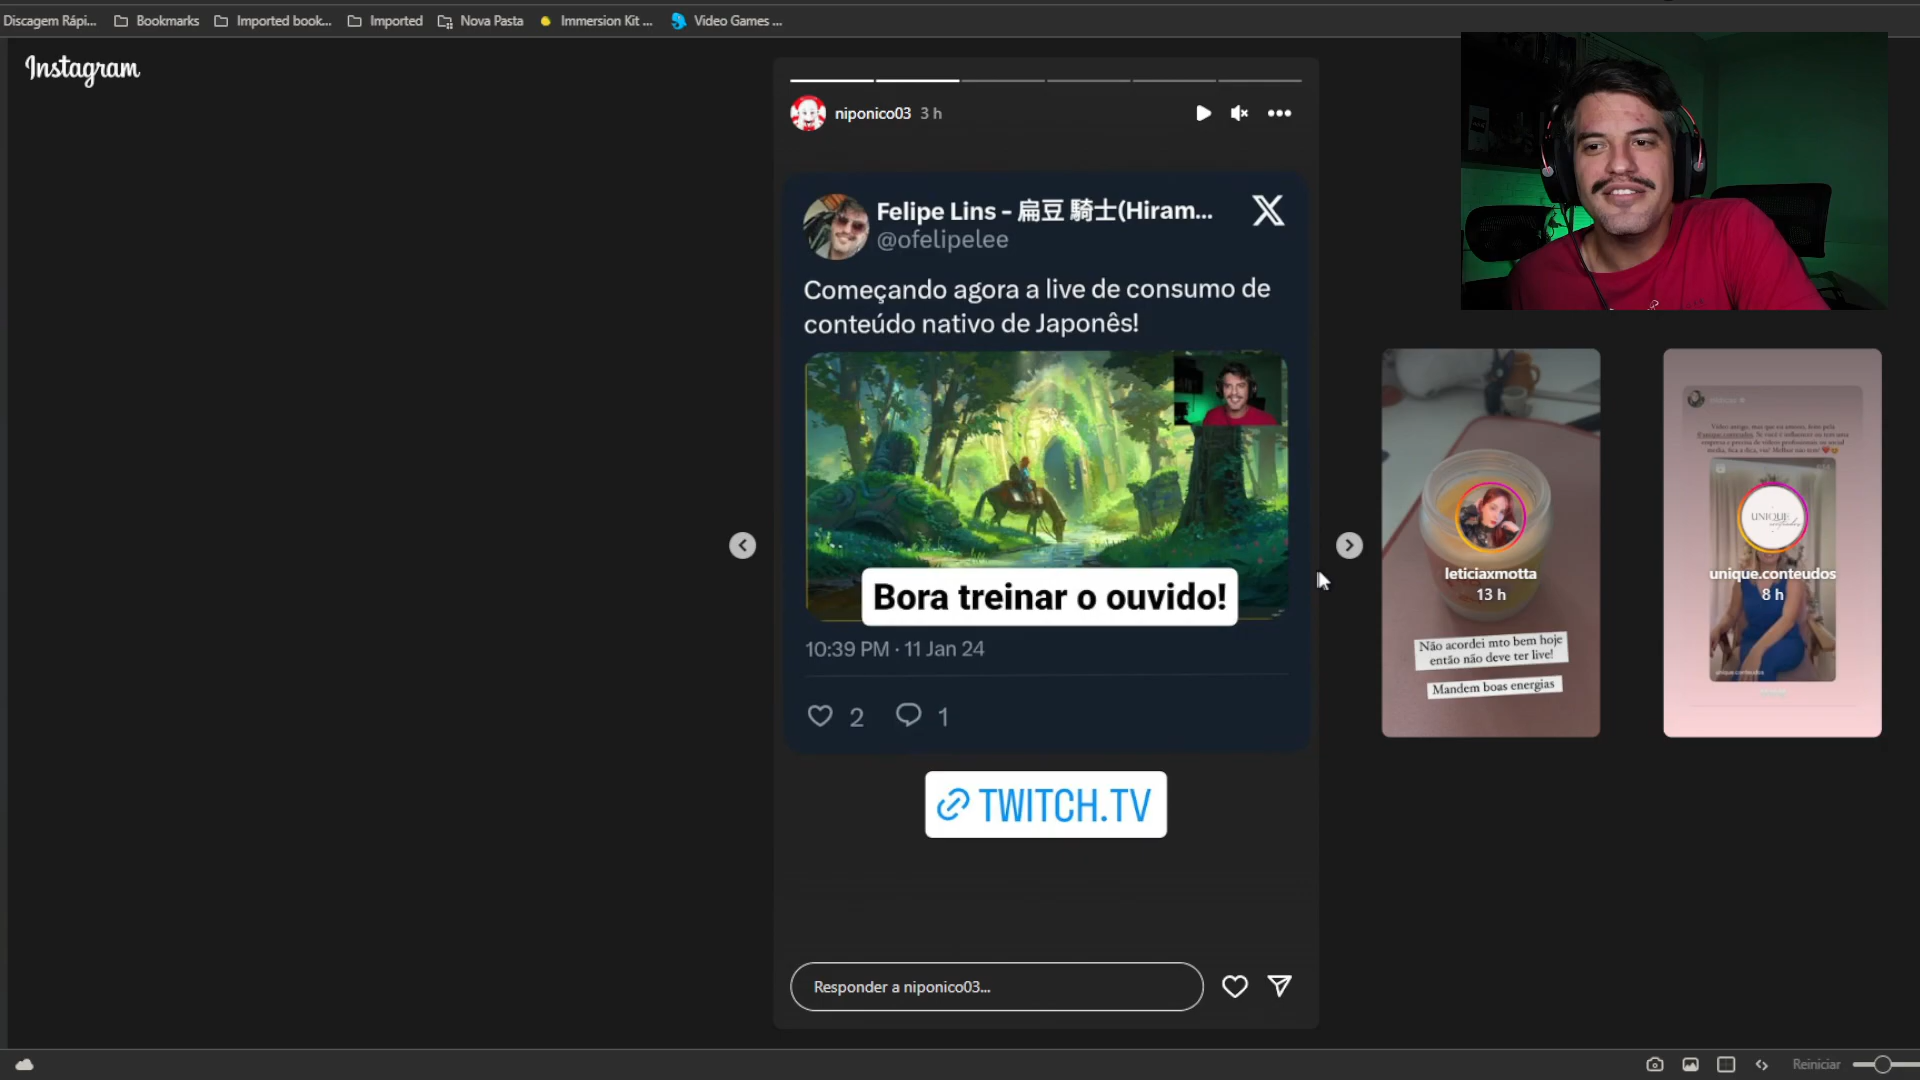 Discagem Rápi...
Bookmarks
Imported book...
Imported
Nova Pasta
Immersion Kit ...
Video Games ...
Instagram
niponico03 3 h
Felipe Lins - 扁豆 騎士(Hiram...
@ofelipelee
Começando agora a live de consumo de
conteúdo nativo de Japonês!
Bora treinar o ouvido!
10:39 PM · 11 Jan 24
2 1
TWITCH.TV
Responder a niponico03...
leticiaxmotta
13 h
Não acordei mto bem hoje
então não deve ter live!
Mandem boas energias
UNIQUE
unique.conteudos
8 h
Reiniciar